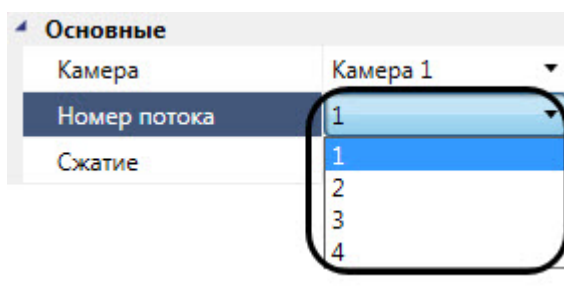 Основные
Камера Камера 1
Номер потока 1
Сжатие 1
2
3
4